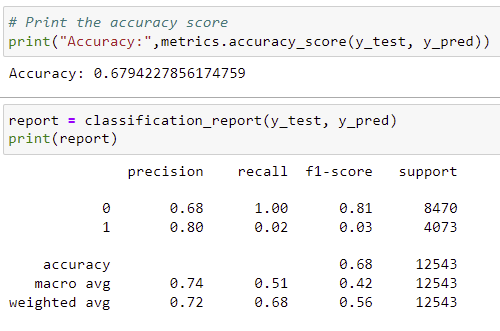 # Print the accuracy score
print("Accuracy:",metrics.accuracy_score(y_test, y_pred))
Accuracy: 0.6794227856174759
report = classification_report(y_test, y_pred)
print(report)
precision recall f1-score support
0 0.68 1.00 0.81 8470
1 0.80 0.02 0.03 4073
accuracy 0.68 12543
macro avg 0.74 0.51 0.42 12543
weighted avg 0.72 0.68 0.56 12543